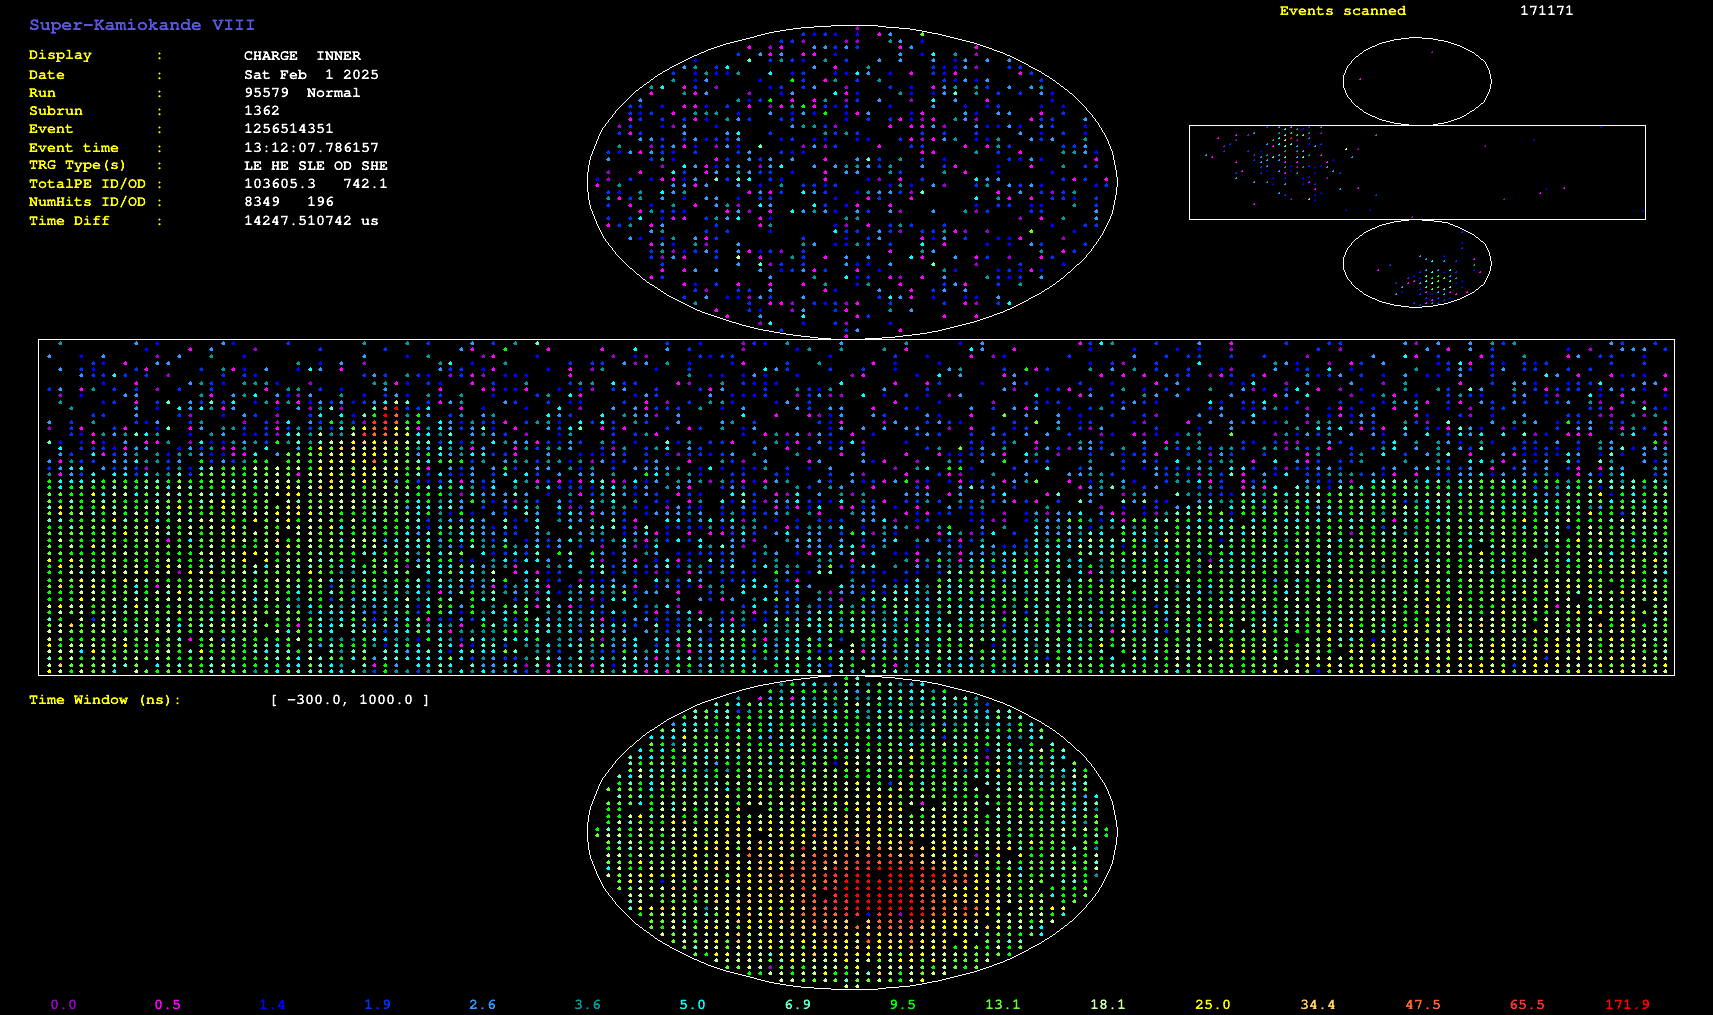 Super-Kamiokande VIII
Events scanned 171171
Display : CHARGE INNER
Date : Sat Feb 1 2025
Run : 95579 Normal
Subrun : 1362
Event : 1256514351
Event time : 13:12:07.786157
TRG Type(s) : LE HE SLE OD SHE
TotalPE ID/OD : 103605.3 742.1
NumHits ID/OD : 8349 196
Time Diff : 14247.510742 us
Time Window (ns): [ -300.0, 1000.0 ]
0.0 0.5 1.4 1.9 2.6 3.6 5.0 6.9 9.5 13.1 18.1 25.0 34.4 47.5 65.5 171.9